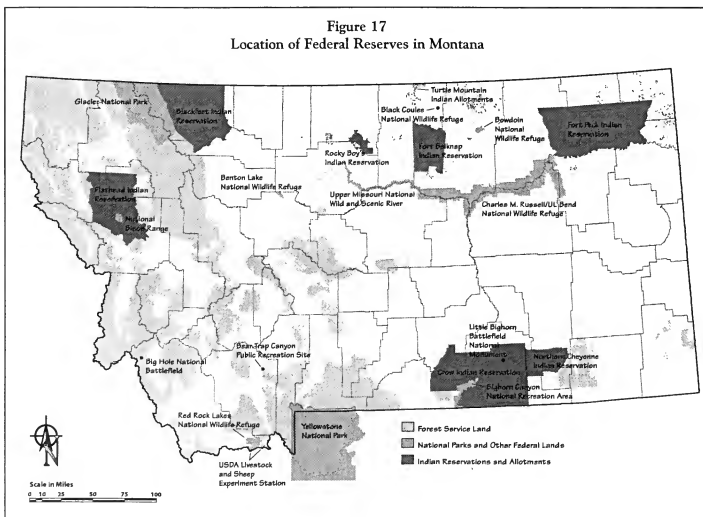 Figure 17
Location of Federal Reserves in Montana
Glacier National Park
Blackfeet Indian
Reservation
Turtle Mountain
Indian Allotments
Black Coulee
National Wildlife Refuge
Bowdoin
National
Wildlife Refuge
Fort Peck Indian
Reservation
Rocky Boy's
Indian Reservation
Fort Belknap
Indian Reservation
Flathead Indian
Reservation
National
Bison Range
Benton Lake
National Wildlife Refuge
Upper Missouri National
Wild and Scenic River
Charles M. Russell/UL Bend
National Wildlife Refuge
Little Bighorn
Battlefield
National
Monument
Northern Cheyenne
Indian Reservation
Crow Indian Reservation
Bighorn Canyon
National Recreation Area
Big Hole National
Battlefield
Bear Trap Canyon
Public Recreation Site
Red Rock Lakes
National Wildlife Refuge
Yellowstone
National Park
USDA Livestock
and Sheep
Experiment Station
Forest Service Land
National Parks and Other Federal Lands
Indian Reservations and Allotments
N
Scale in Miles
0 10 25 50 75 100